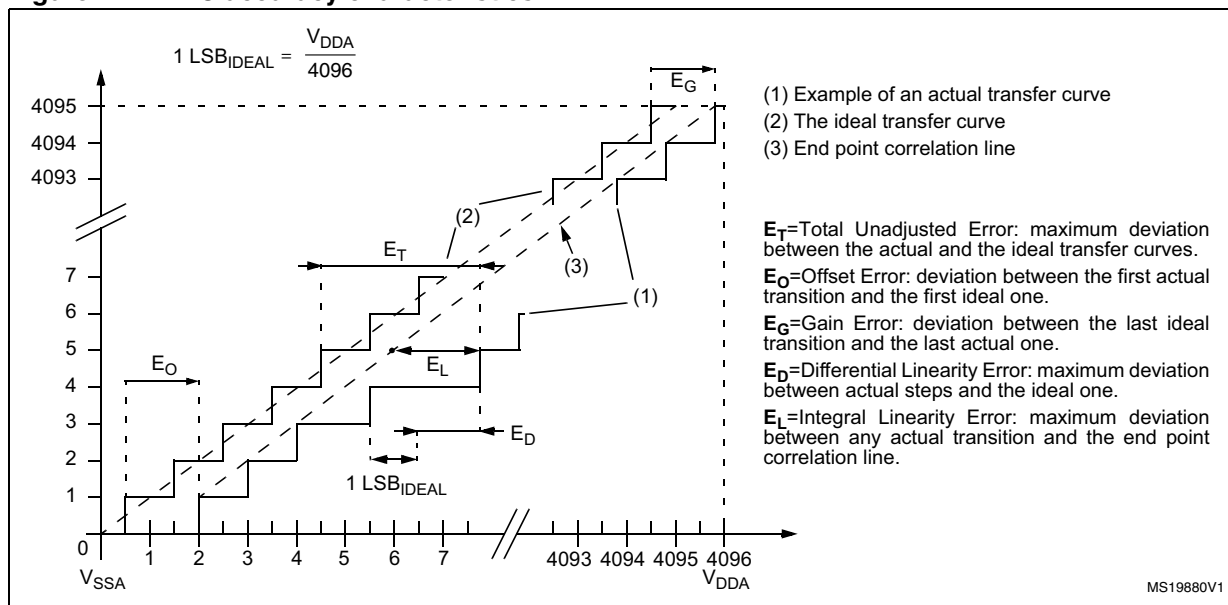 1 LSB_IDEAL = V_DDA / 4096
E_G
4095
4094
4093
(1) Example of an actual transfer curve
(2) The ideal transfer curve
(3) End point correlation line
(2)
E_T
(3)
(1)
7
6
5
4
3
2
1
E_O
E_L
E_D
1 LSB_IDEAL
E_T=Total Unadjusted Error: maximum deviation
between the actual and the ideal transfer curves.
E_O=Offset Error: deviation between the first actual
transition and the first ideal one.
E_G=Gain Error: deviation between the last ideal
transition and the last actual one.
E_D=Differential Linearity Error: maximum deviation
between actual steps and the ideal one.
E_L=Integral Linearity Error: maximum deviation
between any actual transition and the end point
correlation line.
0
1 2 3 4 5 6 7 4093 4094 4095 4096
V_SSA V_DDA
MS19880V1